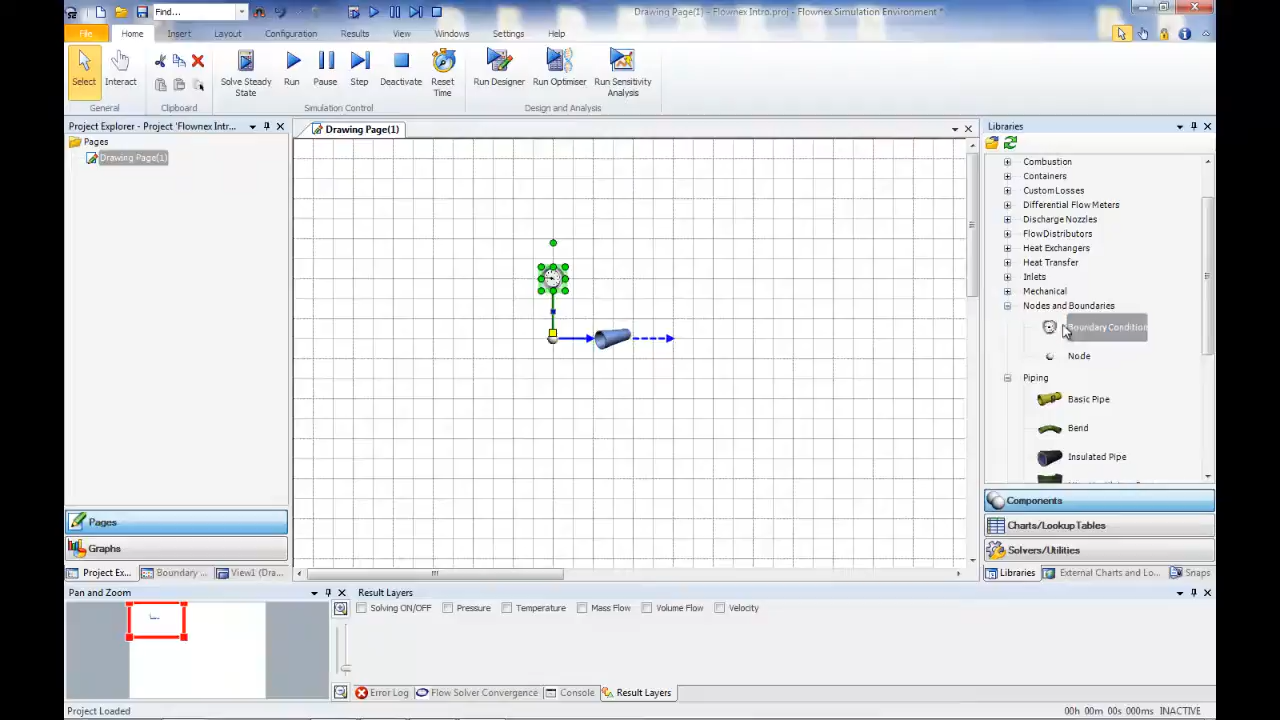 Find...
Drawing Page(1) - Flownex Intro.proj - Flownex Simulation Environment *
File Home Insert Layout Configuration Results View Windows Settings Help
Select Interact Solve Steady State Run Pause Step Deactivate Reset Time Run Designer Run Optimiser Run Sensitivity Analysis
General Clipboard Simulation Control Design and Analysis
Project Explorer - Project 'Flownex Intr...
Pages
Drawing Page(1)
Drawing Page(1)
Libraries
Combustion
Containers
Custom Losses
Differential Flow Meters
Discharge Nozzles
FlowDistributors
Heat Exchangers
Heat Transfer
Inlets
Mechanical
Nodes and Boundaries
Boundary Condition
Node
Piping
Basic Pipe
Bend
Insulated Pipe
Components
Charts/Lookup Tables
Solvers/Utilities
Libraries External Charts and Lo... Snaps
Pages
Graphs
Project Ex... Boundary ... View1 (Dra...
Pan and Zoom
Result Layers
Solving ON/OFF Pressure Temperature Mass Flow Volume Flow Velocity
Error Log Flow Solver Convergence Console Result Layers
Project Loaded
00h 00m 00s 000ms INACTIVE